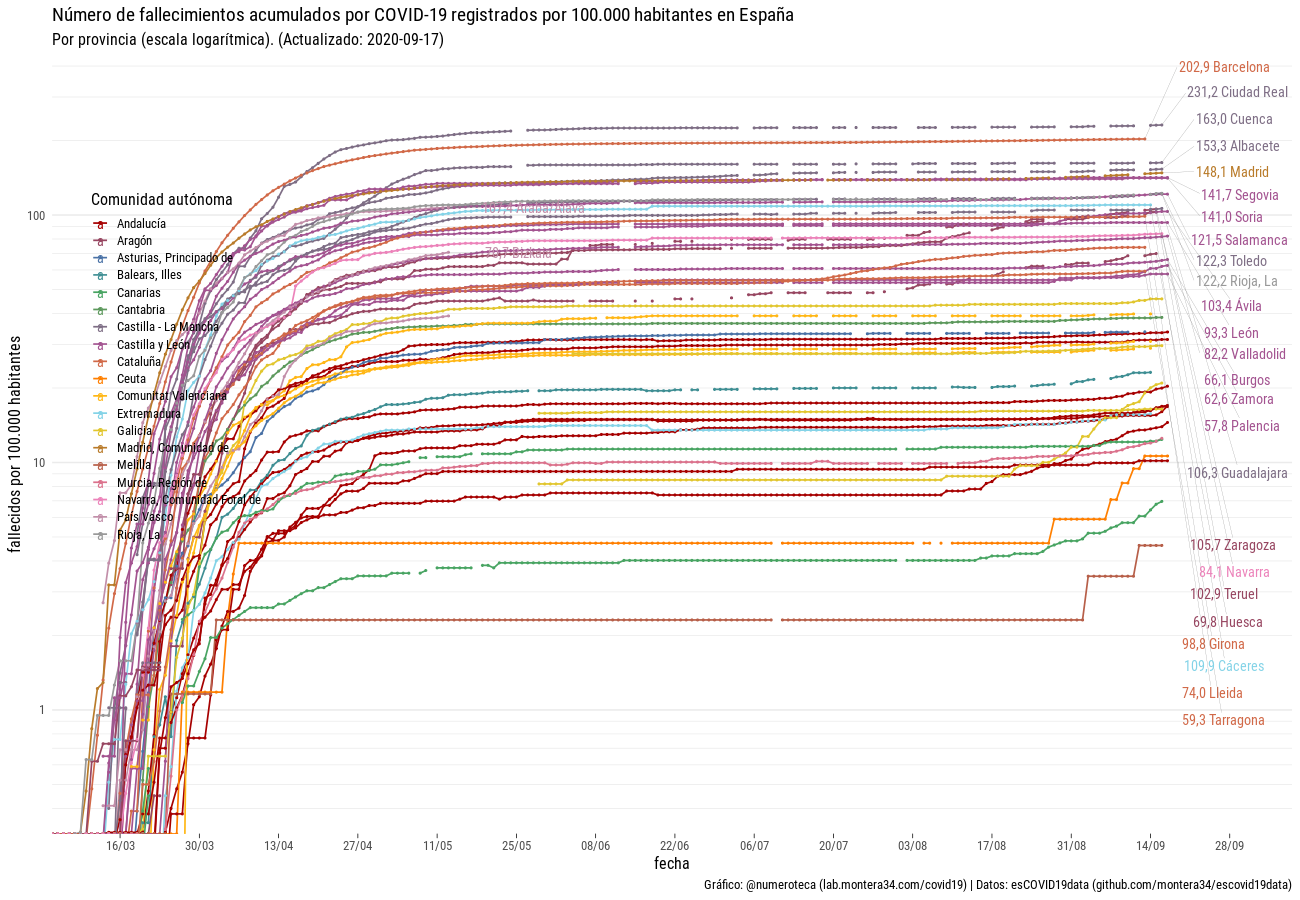 Número de fallecimientos acumulados por COVID-19 registrados por 100.000 habitantes en España
Por provincia (escala logarítmica). (Actualizado: 2020-09-17)
202,9 Barcelona
231,2 Ciudad Real
163,0 Cuenca
153,3 Albacete
148,1 Madrid
141,7 Segovia
141,0 Soria
121,5 Salamanca
122,3 Toledo
122,2 Rioja, La
103,4 Ávila
93,3 León
82,2 Valladolid
66,1 Burgos
62,6 Zamora
57,8 Palencia
106,3 Guadalajara
105,7 Zaragoza
84,1 Navarra
102,9 Teruel
69,8 Huesca
98,8 Girona
109,9 Cáceres
74,0 Lleida
59,3 Tarragona
Comunidad autónoma
Andalucía
Aragón
Asturias, Principado de
Balears, Illes
Canarias
Cantabria
Castilla - La Mancha
Castilla y León
Cataluña
Ceuta
Comunitat Valenciana
Extremadura
Galicia
Madrid, Comunidad de
Melilla
Murcia, Región de
Navarra, Comunidad Foral de
País Vasco
Rioja, La
Bizkaia
fallecidos por 100.000 habitantes
100
10
1
16/03
30/03
13/04
27/04
11/05
25/05
08/06
22/06
06/07
20/07
03/08
17/08
31/08
14/09
28/09
fecha
Gráfico: @numeroteca (lab.montera34.com/covid19) | Datos: esCOVID19data (github.com/montera34/escovid19data)